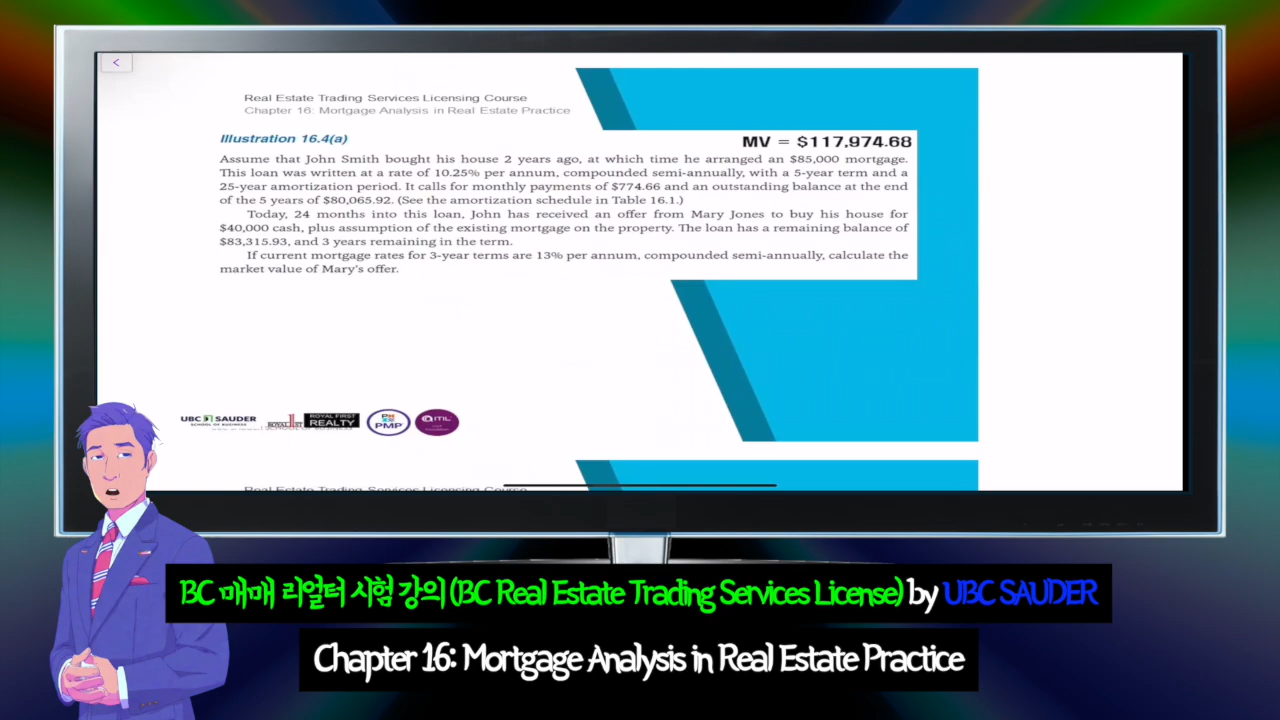 <
Real Estate Trading Services Licensing Course
Chapter 16: Mortgage Analysis in Real Estate Practice
Illustration 16.4(a)
MV = $117,974.68
Assume that John Smith bought his house 2 years ago, at which time he arranged an $85,000 mortgage.
This loan was written at a rate of 10.25% per annum, compounded semi-annually, with a 5-year term and a
25-year amortization period. It calls for monthly payments of $774.66 and an outstanding balance at the end
of the 5 years of $80,065.92. (See the amortization schedule in Table 16.1.)
Today, 24 months into this loan, John has received an offer from Mary Jones to buy his house for
$40,000 cash, plus assumption of the existing mortgage on the property. The loan has a remaining balance of
$83,315.93, and 3 years remaining in the term.
If current mortgage rates for 3-year terms are 13% per annum, compounded semi-annually, calculate the
market value of Mary's offer.
UBC SAUDER
SCHOOL OF BUSINESS
ROYAL 1ST
ROYAL FIRST
REALTY
PMP
ITIL
Real Estate Trading Services Licensing Course
BC 매매 리얼터 시험 강의 (BC Real Estate Trading Services License) by UBC SAUDER
Chapter 16: Mortgage Analysis in Real Estate Practice